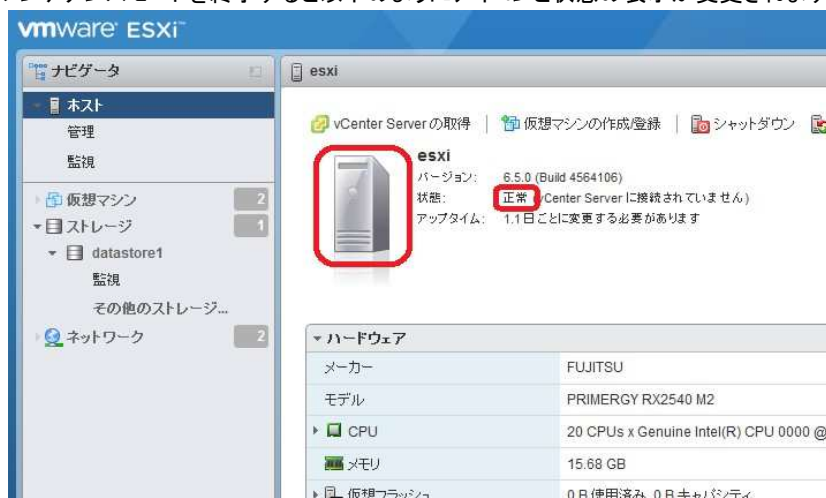 vmware ESXi™
ナビゲータ
esxi
ホスト
管理
監視
vCenter Server の取得
仮想マシンの作成/登録
シャットダウン
esxi
バージョン: 6.5.0 (Build 4564106)
状態: 正常 (vCenter Server に接続されていません)
アップタイム: 1.1 日ごとに変更する必要があります
仮想マシン 2
ストレージ 1
datastore1
監視
その他のストレージ...
ネットワーク 2
ハードウェア
メーカー FUJITSU
モデル PRIMERGY RX2540 M2
CPU 20 CPUs x Genuine Intel(R) CPU 0000 @
メモリ 15.68 GB
仮想フラッシュ 0 B 使用済み, 0 B キャパシティ